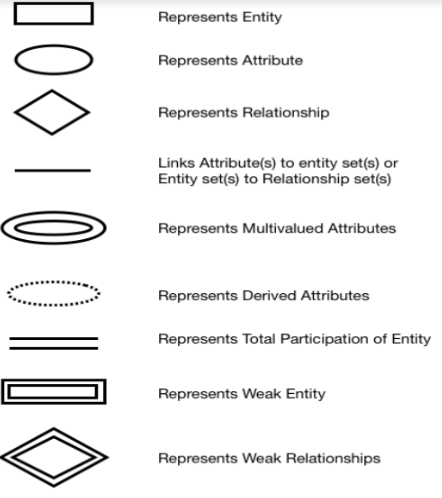 Represents Entity
Represents Attribute
Represents Relationship
Links Attribute(s) to entity set(s) or
Entity set(s) to Relationship set(s)
Represents Multivalued Attributes
Represents Derived Attributes
Represents Total Participation of Entity
Represents Weak Entity
Represents Weak Relationships